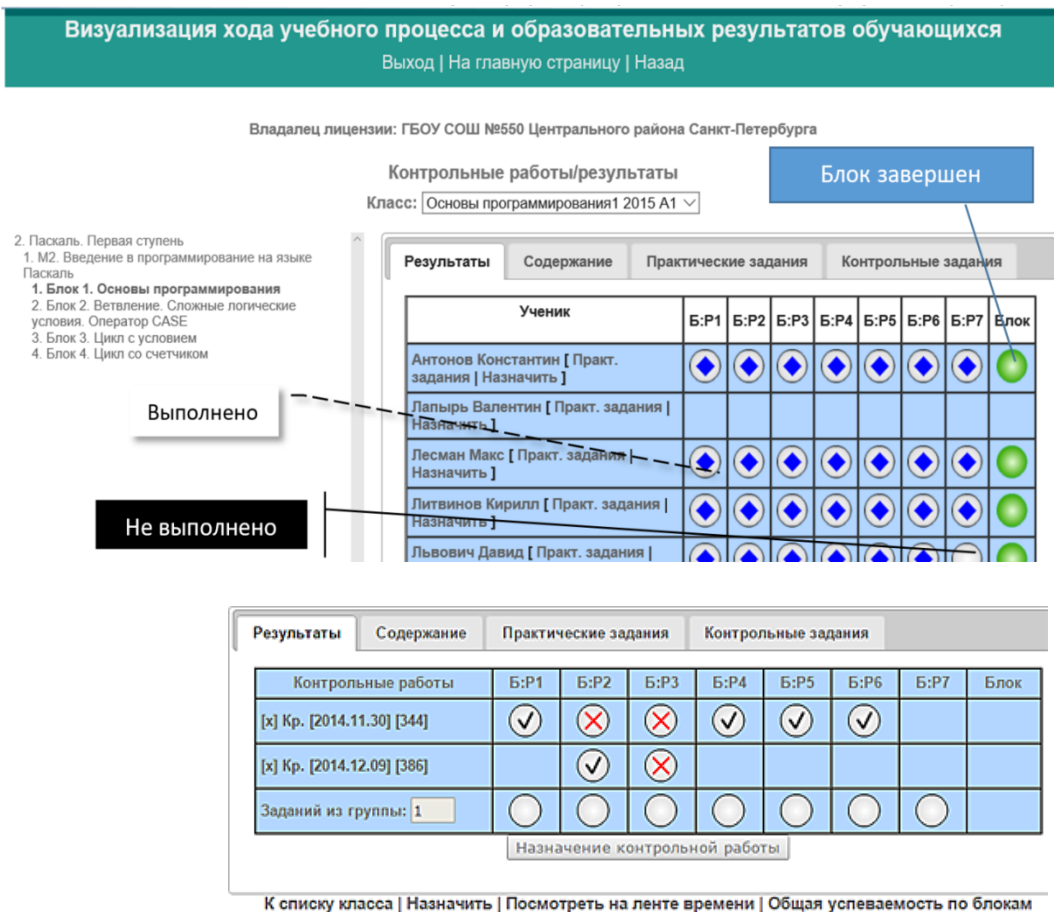 Визуализация хода учебного процесса и образовательных результатов обучающихся
Выход | На главную страницу | Назад
Владалец лицензии: ГБОУ СОШ №550 Центрального района Санкт-Петербурга
Контрольные работы/результаты
Класс: Основы программирования1 2015 А1
Блок завершен
2. Паскаль. Первая ступень
1. М2. Введение в программирование на языке
Паскаль
1. Блок 1. Основы программирования
2. Блок 2. Ветвление. Сложные логические
условия. Оператор CASE
3. Блок 3. Цикл с условием
4. Блок 4. Цикл со счетчиком
Выполнено
Не выполнено
Результаты Содержание Практические задания Контрольные задания
Ученик Б:Р1 Б:Р2 Б:Р3 Б:Р4 Б:Р5 Б:Р6 Б:Р7 Блок
Антонов Константин [ Практ.
задания | Назначить ]
Лапырь Валентин [ Практ. задания |
Назначить ]
Лесман Макс [ Практ. задания |
Назначить ]
Литвинов Кирилл [ Практ. задания |
Назначить ]
Львович Давид [ Практ. задания |
Результаты Содержание Практические задания Контрольные задания
Контрольные работы Б:Р1 Б:Р2 Б:Р3 Б:Р4 Б:Р5 Б:Р6 Б:Р7 Блок
[x] Кр. [2014.11.30] [344]
[x] Кр. [2014.12.09] [386]
Заданий из группы: 1
Назначение контрольной работы
К списку класса | Назначить | Посмотреть на ленте времени | Общая успеваемость по блокам